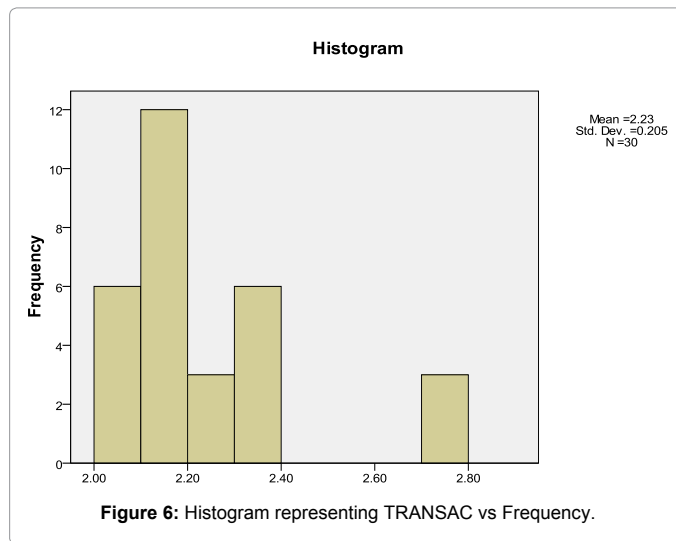 Histogram
Mean =2.23
Std. Dev. =0.205
N =30
Frequency
12
10
8
6
4
2
0
2.00 2.20 2.40 2.60 2.80
Figure 6: Histogram representing TRANSAC vs Frequency.